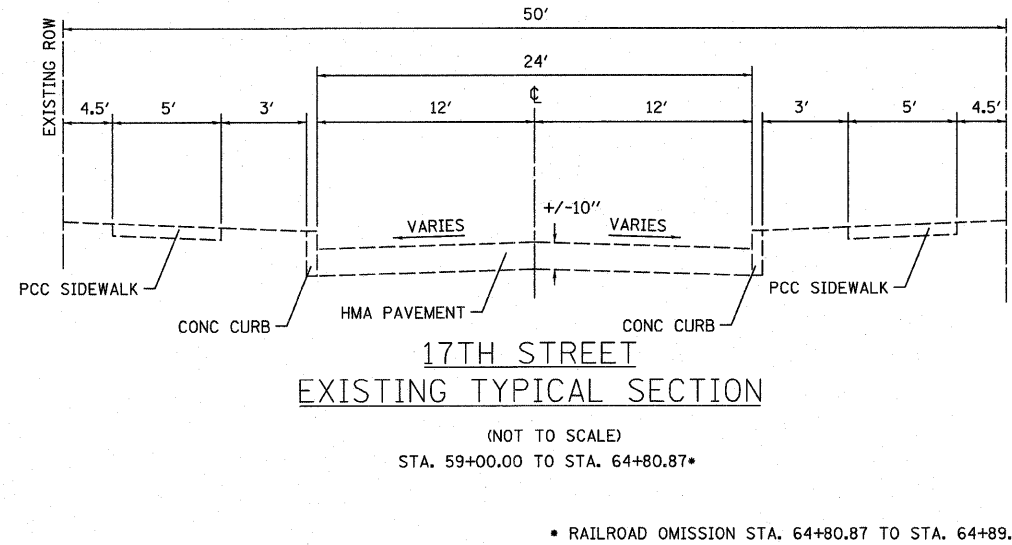 50'
EXISTING ROW
24'
℄
4.5' 5' 3' 12' 12' 3' 5' 4.5'
+/-10"
VARIES VARIES
PCC SIDEWALK PCC SIDEWALK
HMA PAVEMENT
CONC CURB CONC CURB
17TH STREET
EXISTING TYPICAL SECTION
(NOT TO SCALE)
STA. 59+00.00 TO STA. 64+80.87*
* RAILROAD OMISSION STA. 64+80.87 TO STA. 64+89.